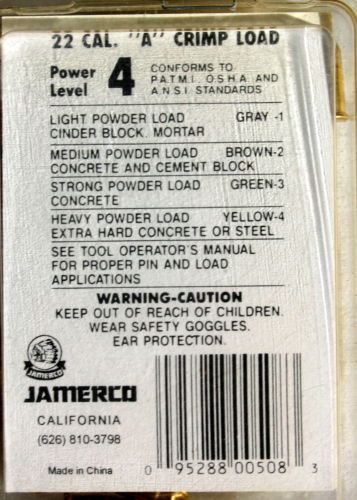 22 CAL. "A" CRIMP LOAD
Power Level 4 CONFORMS TO
P.A.T.M.I. O.S.H.A. AND
A.N.S.I. STANDARDS
LIGHT POWDER LOAD GRAY -1
CINDER BLOCK. MORTAR
MEDIUM POWDER LOAD BROWN-2
CONCRETE AND CEMENT BLOCK
STRONG POWDER LOAD GREEN-3
CONCRETE
HEAVY POWDER LOAD YELLOW-4
EXTRA HARD CONCRETE OR STEEL
SEE TOOL OPERATOR'S MANUAL
FOR PROPER PIN AND LOAD
APPLICATIONS
WARNING-CAUTION
KEEP OUT OF REACH OF CHILDREN.
WEAR SAFETY GOGGLES.
EAR PROTECTION.
JAMERCO
JAMERCO
CALIFORNIA
(626) 810-3798
Made in China
0 95288 00508 3